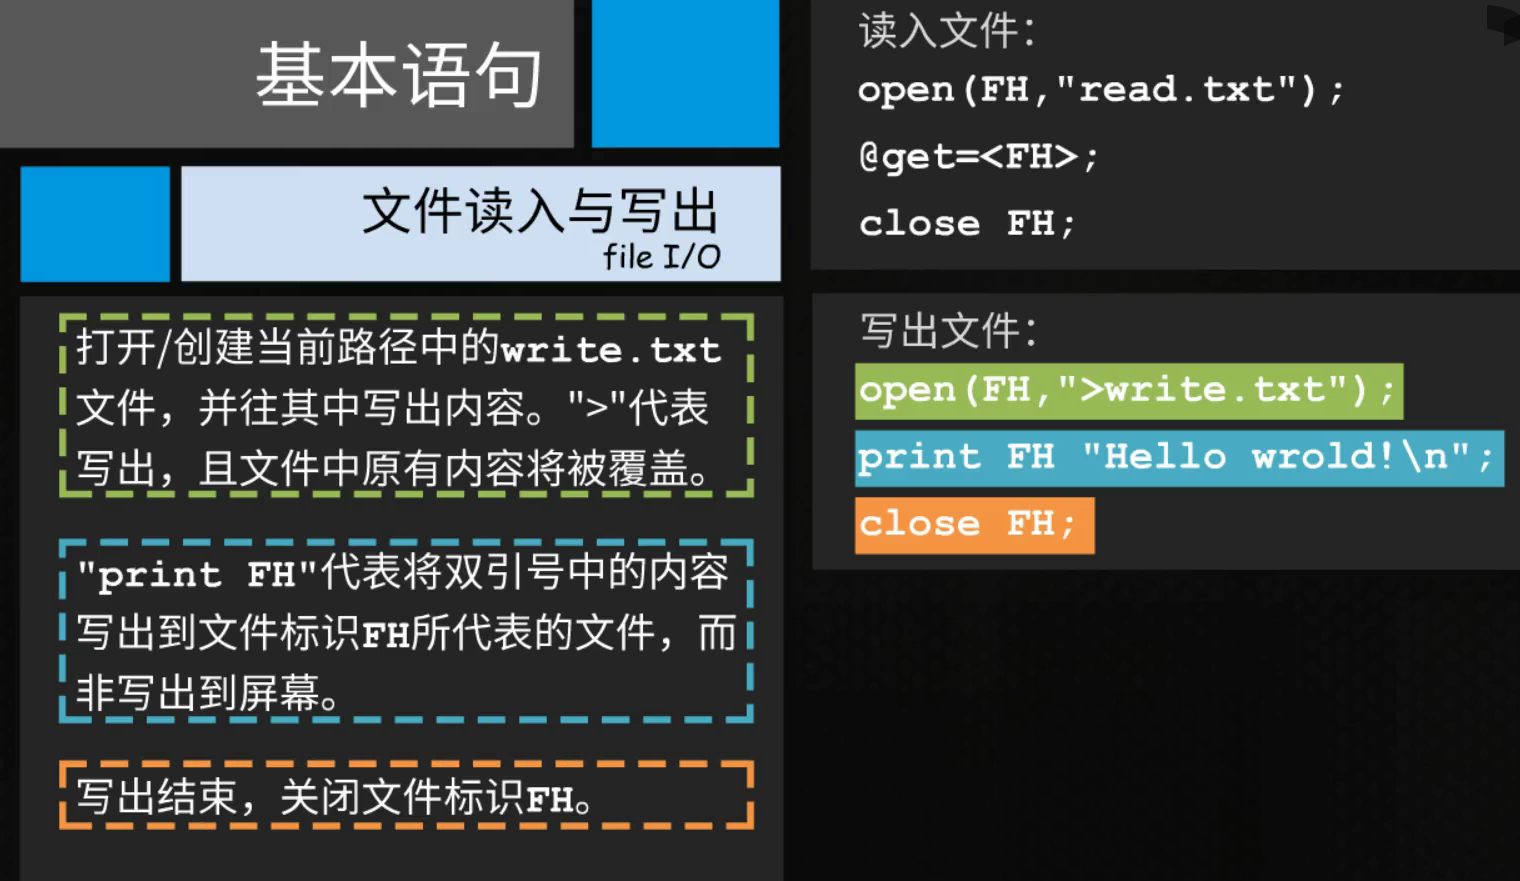 基本语句
文件读入与写出
file I/O
打开/创建当前路径中的write.txt
文件，并往其中写出内容。">"代表
写出，且文件中原有内容将被覆盖。
"print FH"代表将双引号中的内容
写出到文件标识FH所代表的文件，而
非写出到屏幕。
写出结束，关闭文件标识FH。
读入文件：
open(FH,"read.txt");
@get=<FH>;
close FH;
写出文件：
open(FH,">write.txt");
print FH "Hello wrold!\n";
close FH;